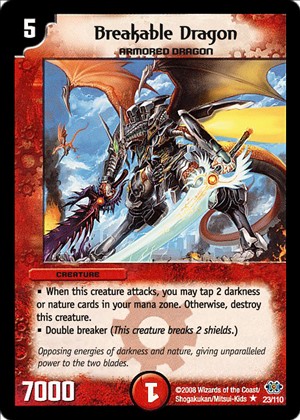 5
Breakable Dragon
ARMORED DRAGON
CREATURE
▪ When this creature attacks, you may tap 2 darkness
or nature cards in your mana zone. Otherwise, destroy
this creature.
▪ Double breaker (This creature breaks 2 shields.)
Opposing energies of darkness and nature, giving unparalleled
power to the two blades.
7000
1
©2008 Wizards of the Coast/
Shogakukan/Mitsui-Kids ★ 23/110